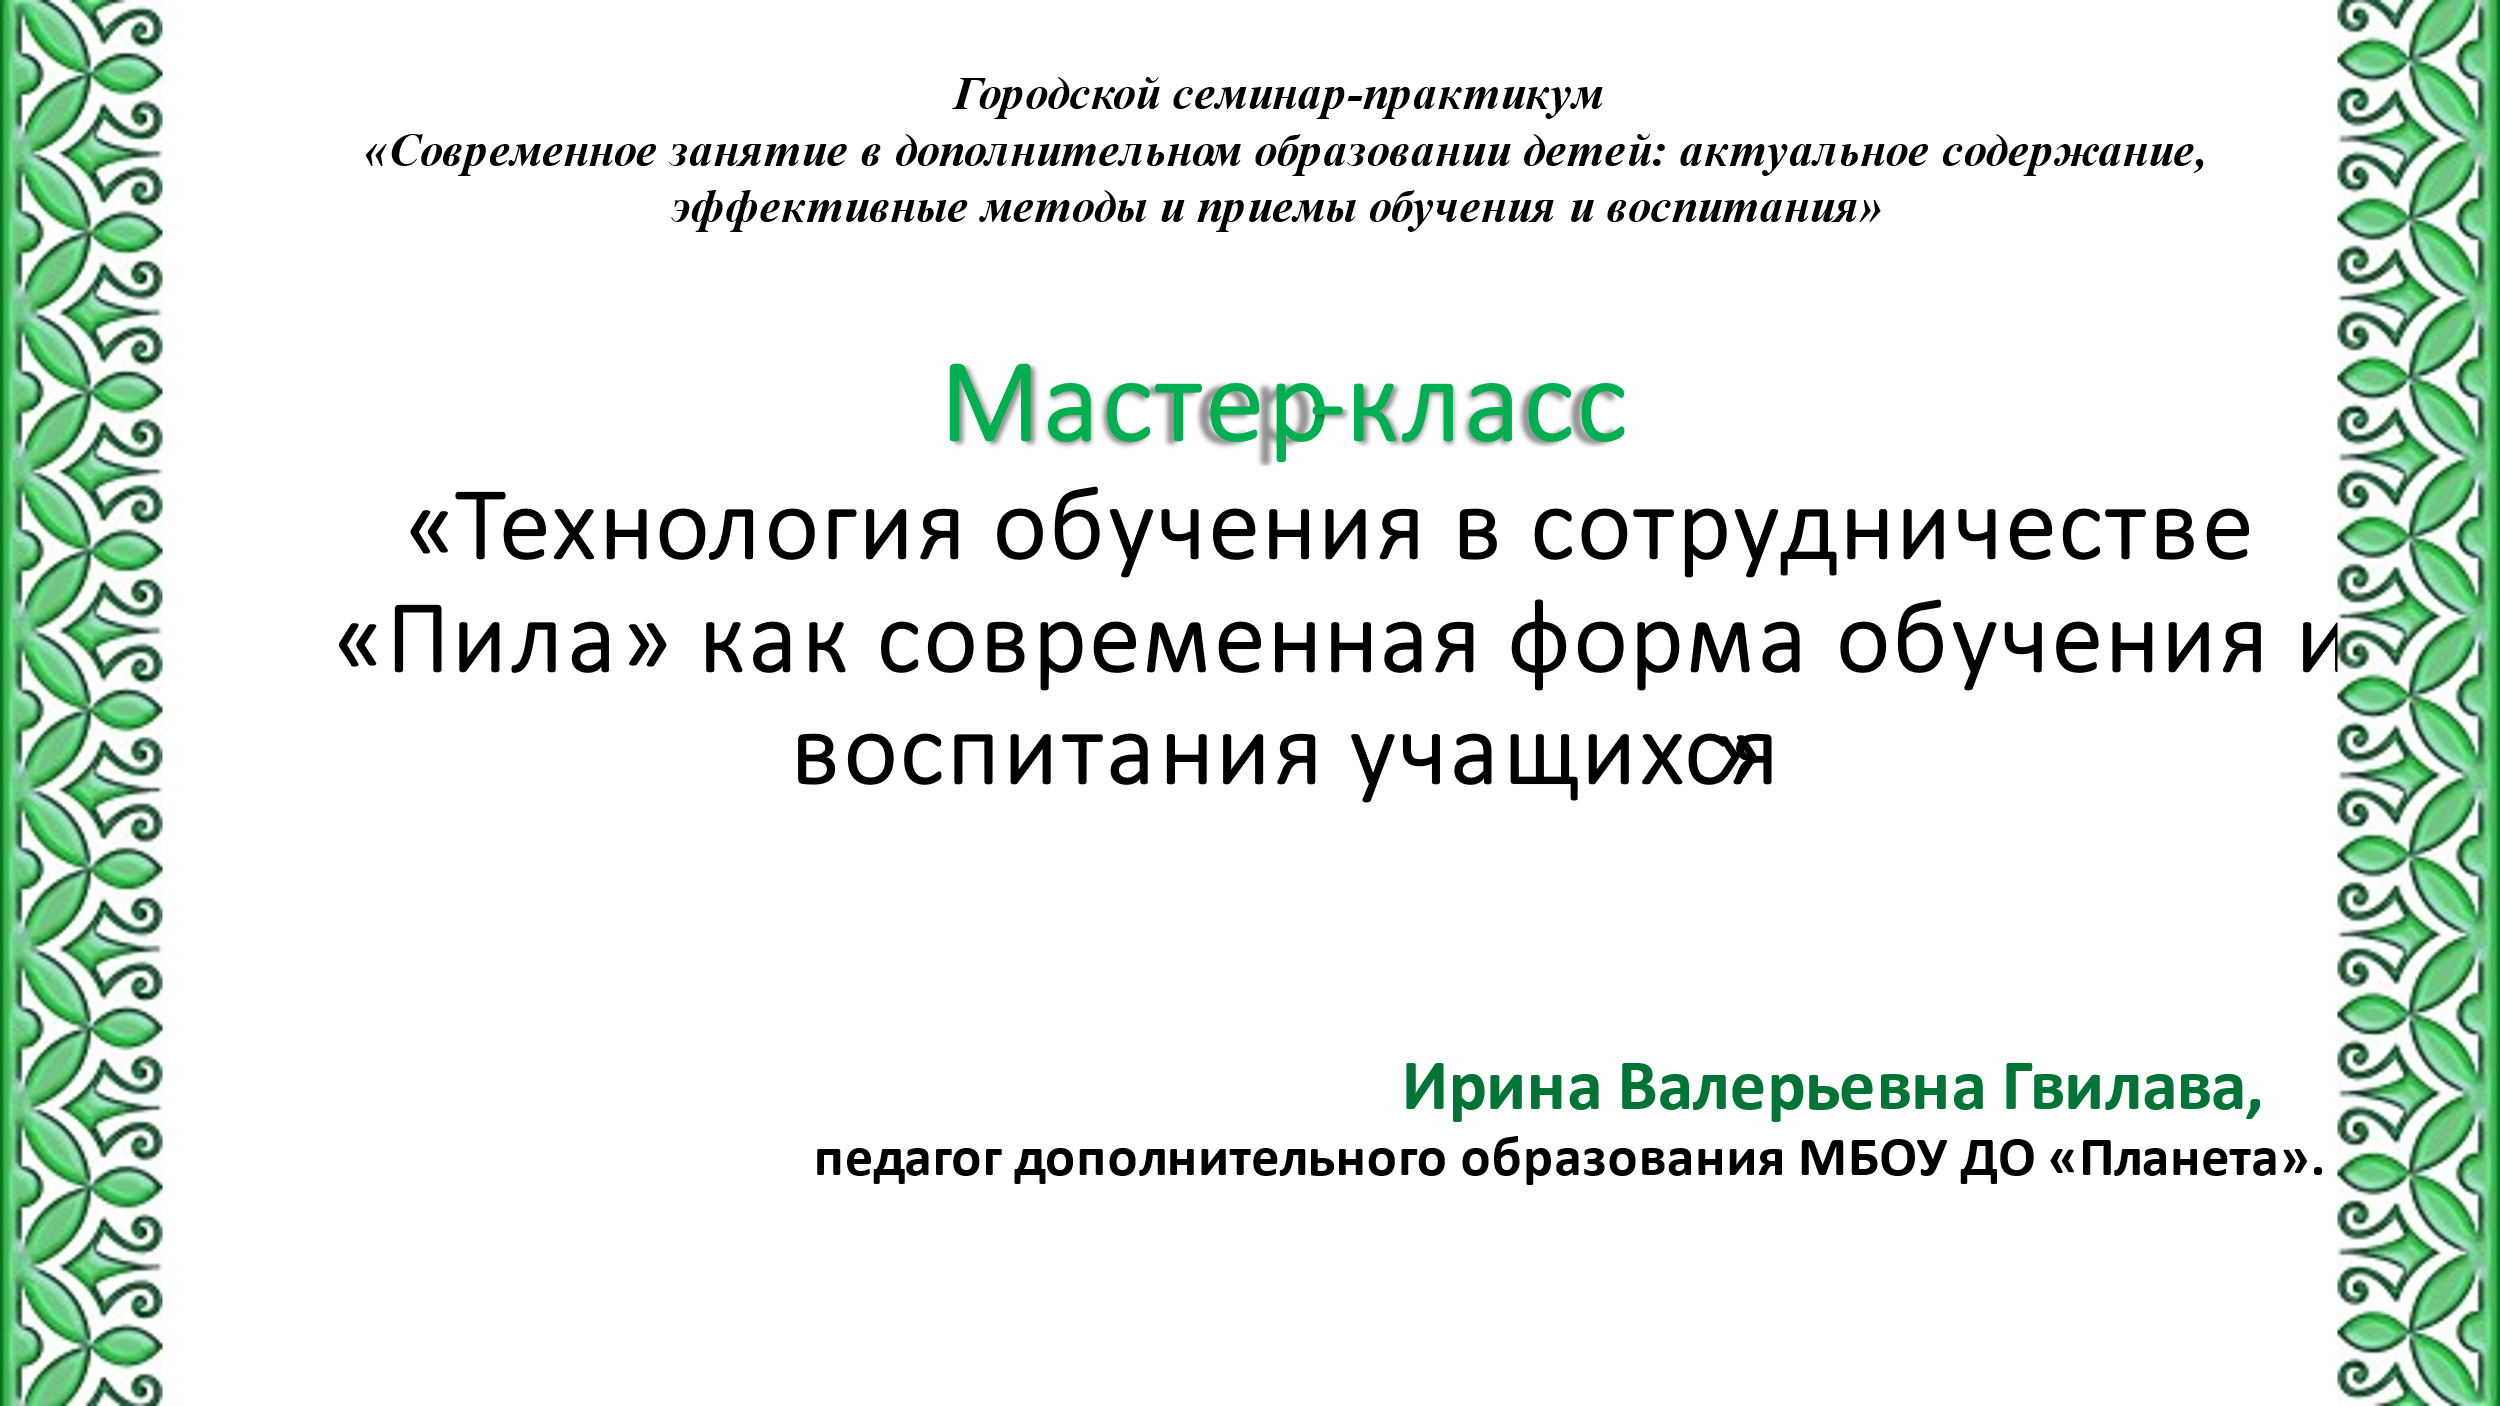 Городской семинар-практикум
«Современное занятие в дополнительном образовании детей: актуальное содержание,
эффективные методы и приемы обучения и воспитания»
Мастер-класс
«Технология обучения в сотрудничестве
«Пила» как современная форма обучения и
воспитания учащихся»
Ирина Валерьевна Гвилава,
педагог дополнительного образования МБОУ ДО «Планета».